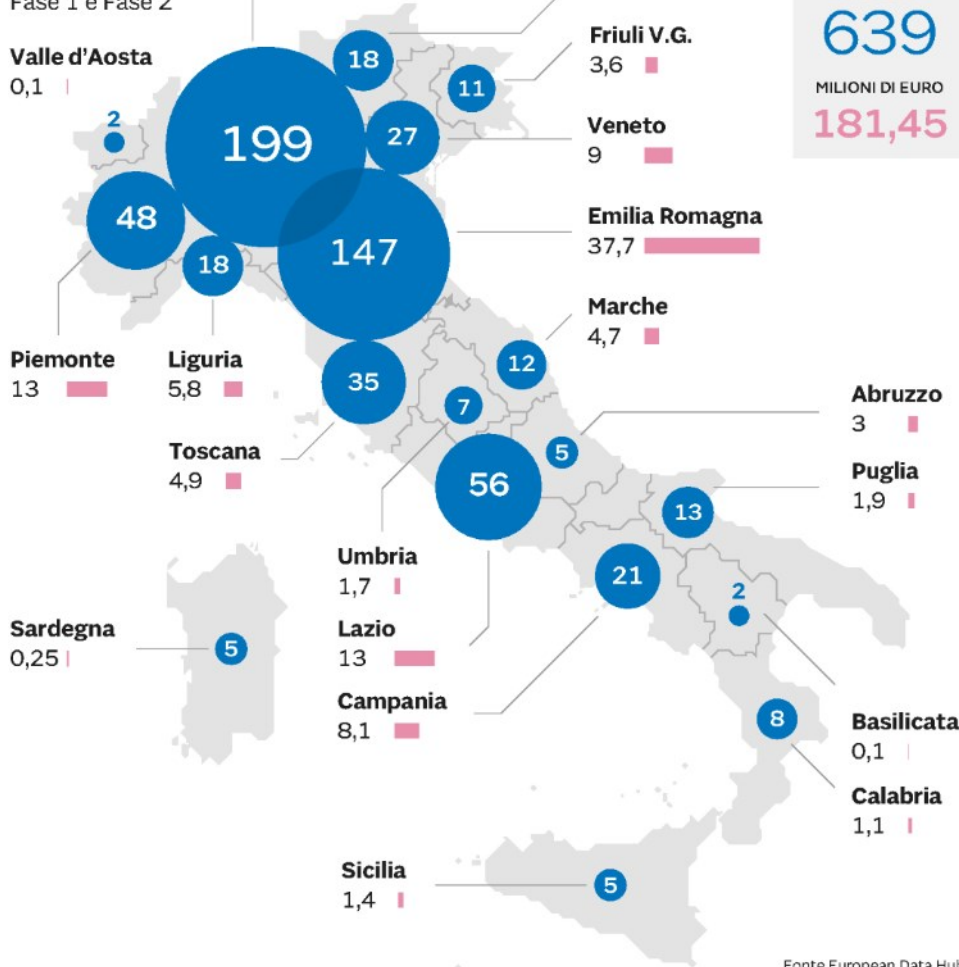 Fase 1 e Fase 2
639
MILIONI DI EURO
181,45
Valle d'Aosta
0,1
2
18
Friuli V.G.
3,6
11
199
27
Veneto
9
48
18
147
Emilia Romagna
37,7
Marche
4,7
12
Piemonte
13
Liguria
5,8
35
7
Toscana
4,9
Abruzzo
3
5
56
Puglia
1,9
13
Umbria
1,7
21
2
Sardegna
0,25
5
Lazio
13
Campania
8,1
8
Basilicata
0,1
Calabria
1,1
Sicilia
1,4
5
Fonte European Data Hub